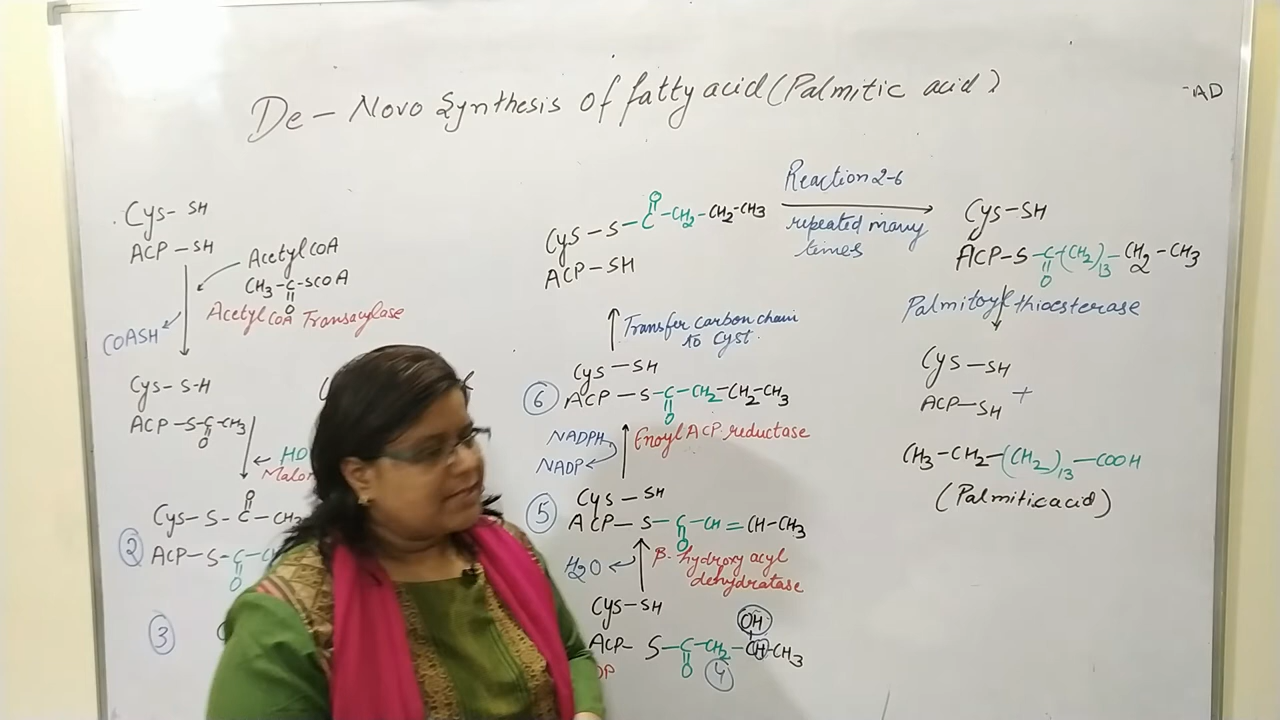 De-Novo Synthesis of fatty acid (Palmitic acid)
-AD
Cys-SH
ACP-SH
Acetyl COA
CH3-C-SCOA
O
Acetyl COA Transacylase
COASH
Cys-S-H
ACP-S-C-CH3
O
HO
Malon
O
Cys-S-C-CH3
② ACP-S-C-C
O
③
Cys-SH
ACP-S-C-CH2-CH-CH3
O
OH
④
H2O
β-hydroxy acyl
dehydratase
⑤ Cys-SH
ACP-S-C-CH=CH-CH3
O
NADPH
NADP
Enoyl ACP reductase
⑥ Cys-SH
ACP-S-C-CH2-CH2-CH3
O
Transfer carbon chain
to Cyst.
O
Cys-S-C-CH2-CH2-CH3
ACP-SH
Reaction 2-6
repeated many
times
Cys-SH
ACP-S-C-(CH2)13-CH2-CH3
O
Palmitoyl thioesterase
Cys-SH
ACP-SH +
CH3-CH2-(CH2)13-COOH
(Palmitic acid)